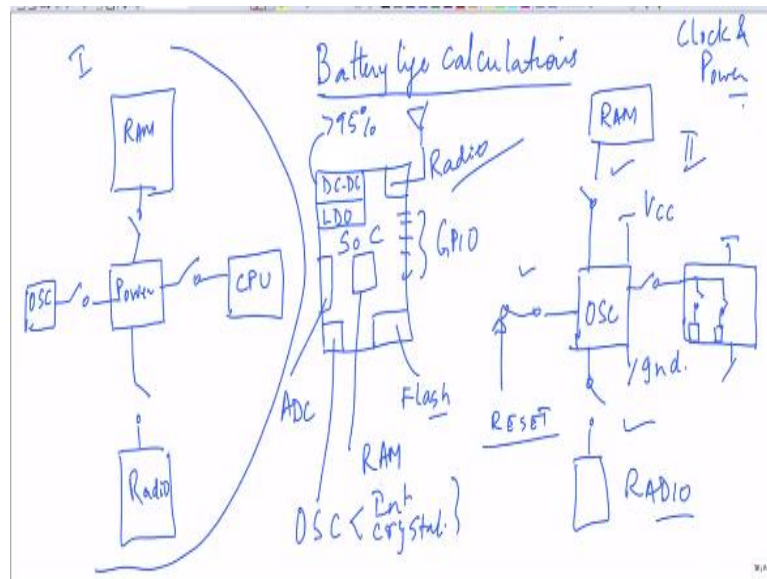 Battery life Calculations
Clock &
Power
I
RAM
OSC
Power
CPU
Radio
>95%
DC-DC
LDO
SoC
Radio
GPIO
ADC
Flash
RAM
OSC
Int
crystal.
II
RAM
Vcc
OSC
gnd.
RESET
RADIO